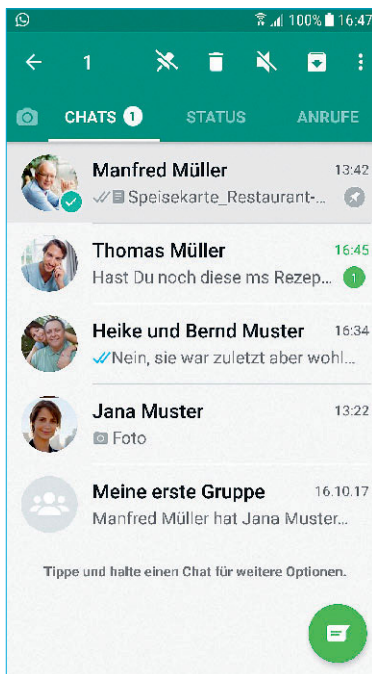 100% 16:47
1
CHATS 1 STATUS ANRUFE
Manfred Müller 13:42
Speisekarte_Restaurant-...
Thomas Müller 16:45
Hast Du noch diese ms Rezep... 1
Heike und Bernd Muster 16:34
Nein, sie war zuletzt aber wohl...
Jana Muster 13:22
Foto
Meine erste Gruppe 16.10.17
Manfred Müller hat Jana Muster...
Tippe und halte einen Chat für weitere Optionen.